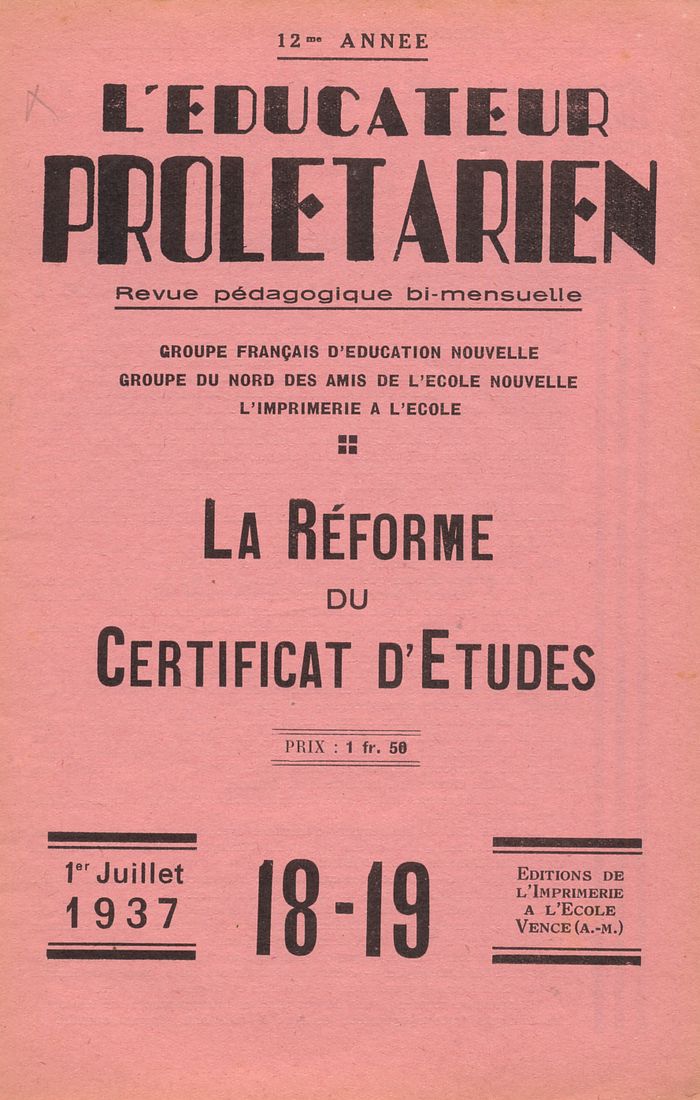 12me ANNEE
L'EDUCATEUR
PROLETARIEN
Revue pédagogique bi-mensuelle
GROUPE FRANÇAIS D'EDUCATION NOUVELLE
GROUPE DU NORD DES AMIS DE L'ECOLE NOUVELLE
L'IMPRIMERIE A L'ECOLE
LA RÉFORME
DU
CERTIFICAT D'ETUDES
PRIX : 1 fr. 50
1er Juillet
1937
18-19
EDITIONS DE
L'IMPRIMERIE
A L'ECOLE
VENCE (A.-M.)